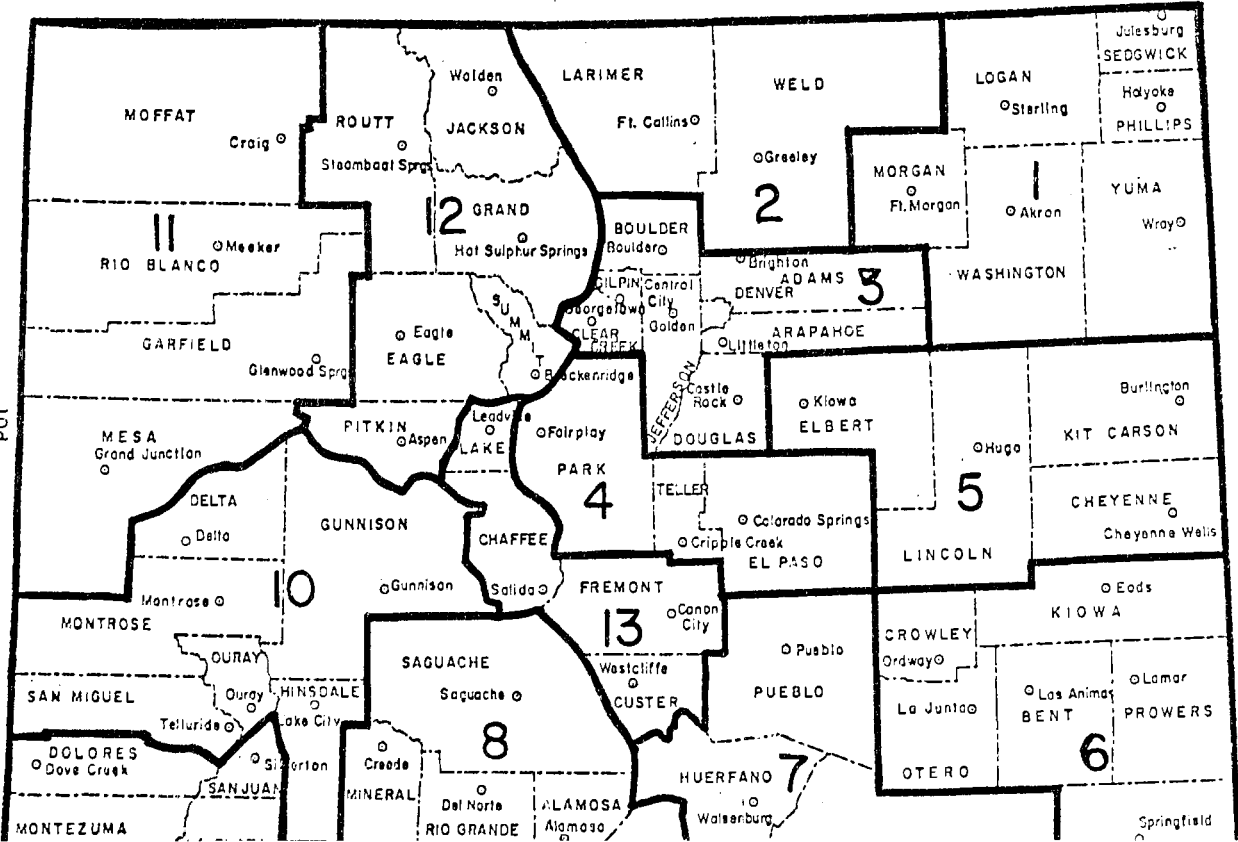 Julesburg
SEDGWICK
Walden
LARIMER
WELD
LOGAN
Holyoke
Sterling
MOFFAT
ROUTT
JACKSON
Ft. Collins
PHILLIPS
Craig
Steamboat Sprgs
Greeley
MORGAN
Ft. Morgan
1
YUMA
12
GRAND
2
Akron
11
Meeker
Hot Sulphur Springs
BOULDER
Boulder
Wray
RIO BLANCO
Brighton
ADAMS
3
WASHINGTON
GILPIN
Central
City
DENVER
SUMMIT
Georgetown
Golden
GARFIELD
Eagle
EAGLE
CLEAR
CREEK
ARAPAHOE
Littleton
Glenwood Sprg
Breckenridge
JEFFERSON
Castle
Rock
Kiowa
ELBERT
Burlington
PITKIN
Aspen
Leadville
LAKE
Fairplay
DOUGLAS
KIT CARSON
MESA
Grand Junction
PARK
Hugo
DELTA
4
TELLER
5
CHEYENNE
Cheyenne Wells
Delta
GUNNISON
CHAFFEE
Colorado Springs
Cripple Creek
EL PASO
LINCOLN
10
Gunnison
Salida
FREMONT
Eads
KIOWA
Montrose
MONTROSE
13
Canon
City
CROWLEY
Ordway
OURAY
SAGUACHE
Westcliffe
CUSTER
Pueblo
PUEBLO
SAN MIGUEL
Ouray
HINSDALE
Lake City
Saguache
Las Animas
BENT
Lamar
PROWERS
La Junta
Telluride
8
6
DOLORES
Dove Creek
Silverton
SAN JUAN
Creede
MINERAL
7
HUERFANO
Walsenburg
OTERO
Del Norte
RIO GRANDE
ALAMOSA
Alamosa
MONTEZUMA
Springfield